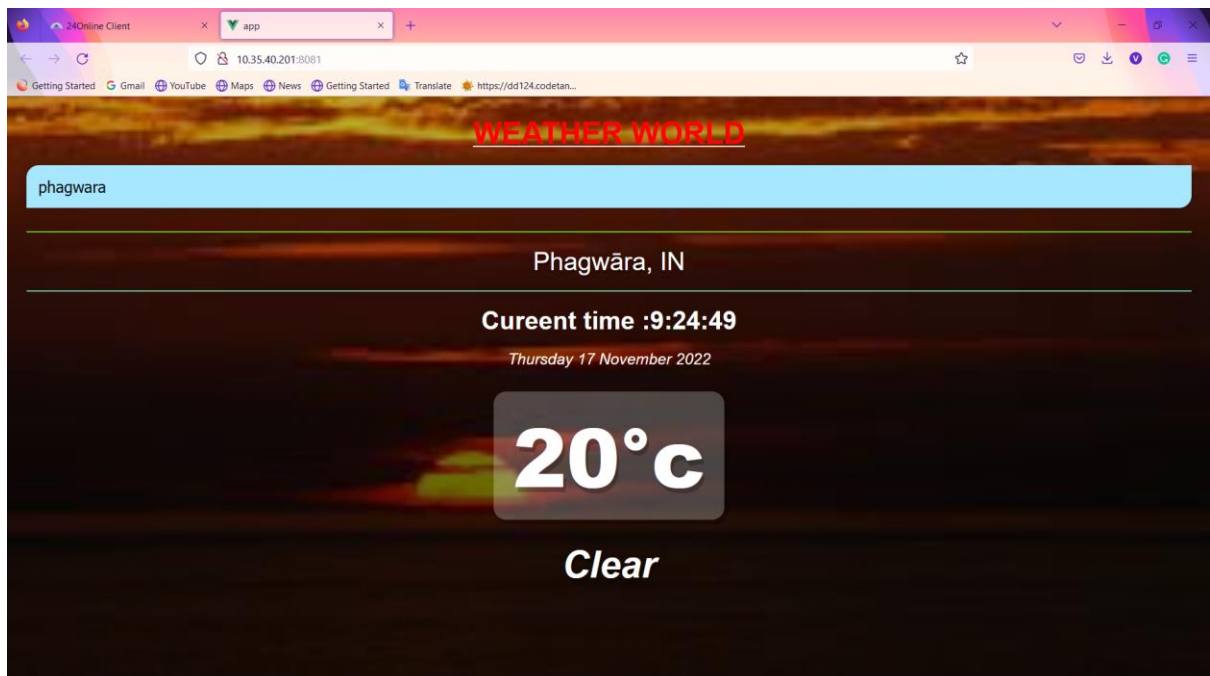 24Online Client
app
10.35.40.201:8081
Getting Started Gmail YouTube Maps News Getting Started Translate https://dd124.codetan...
WEATHER WORLD
phagwara
Phagwāra, IN
Cureent time :9:24:49
Thursday 17 November 2022
20°c
Clear